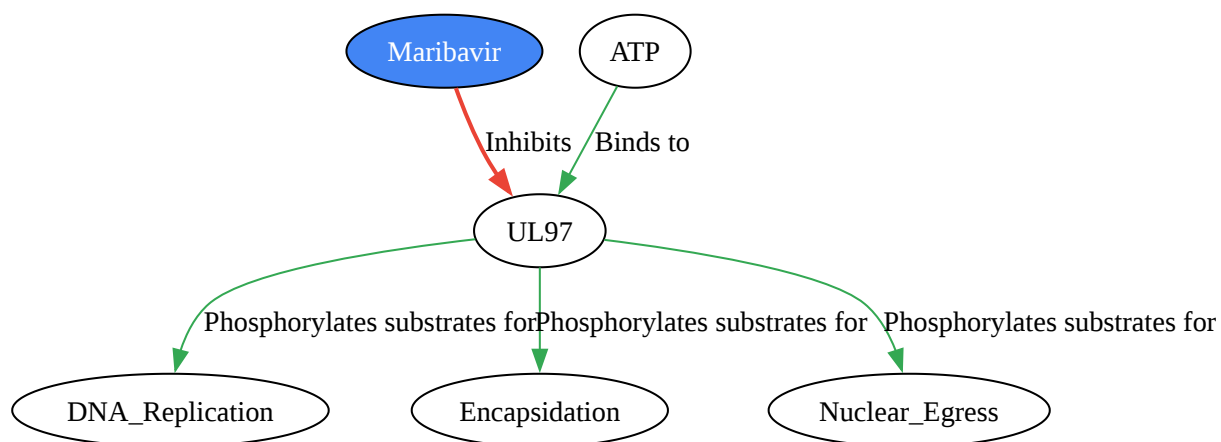 Maribavir
ATP
Inhibits
Binds to
UL97
Phosphorylates substrates for
Phosphorylates substrates for
Phosphorylates substrates for
DNA_Replication
Encapsidation
Nuclear_Egress